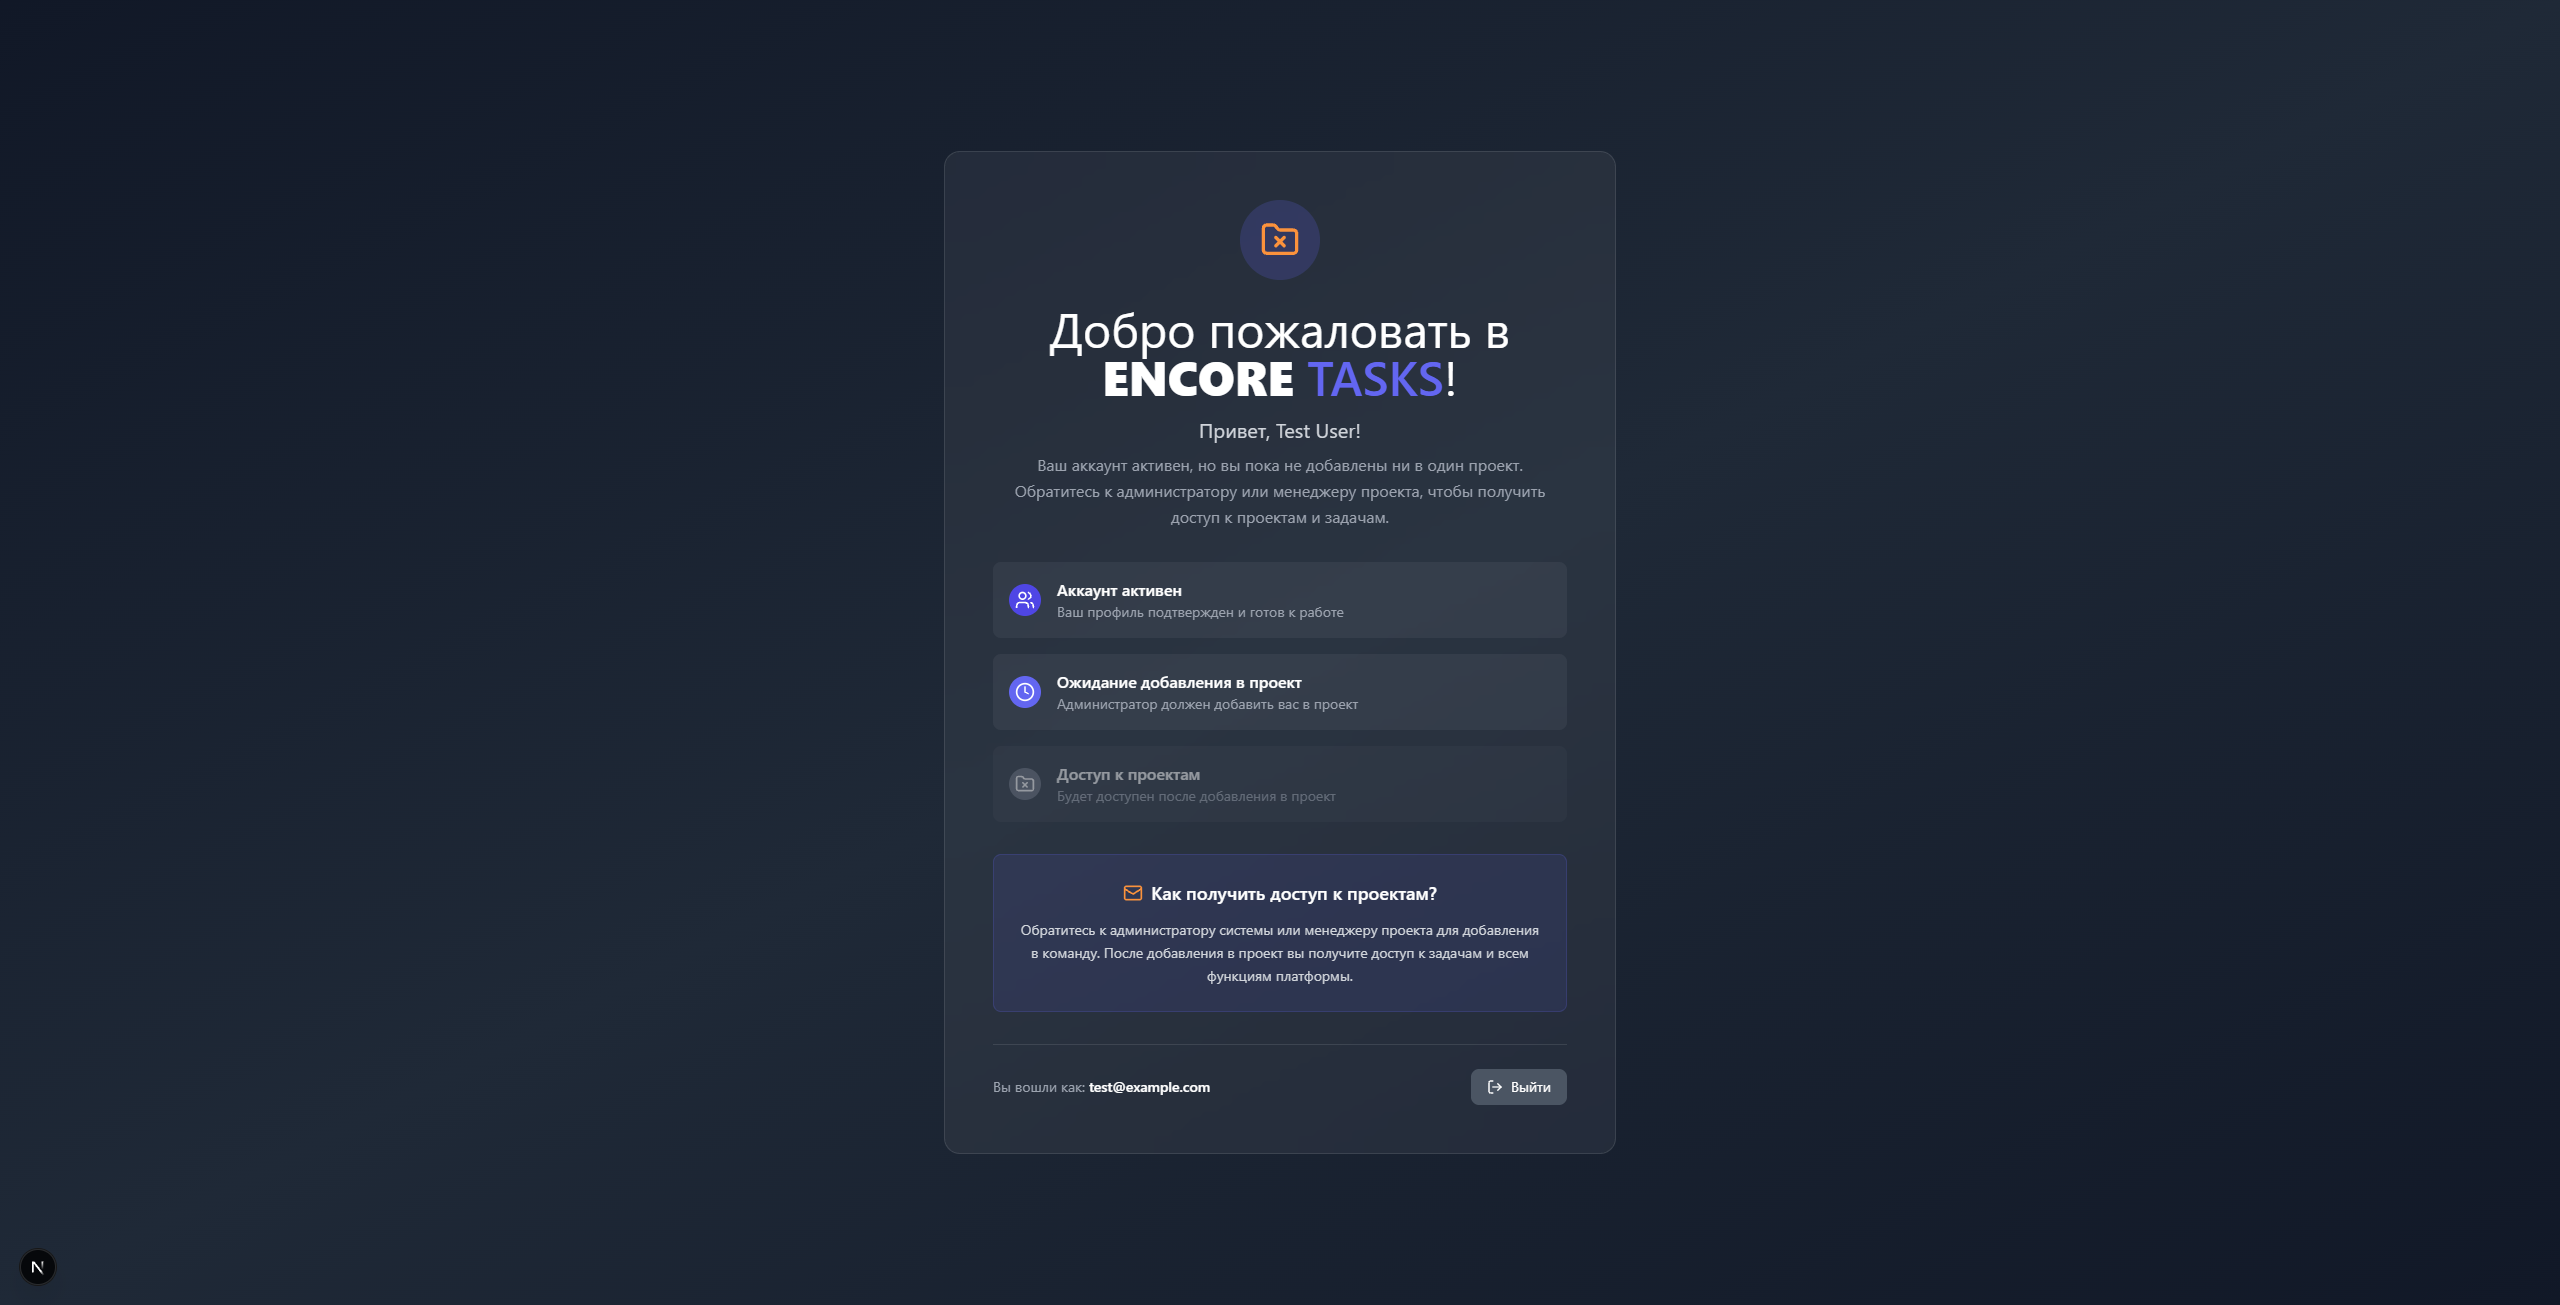 Добро пожаловать в
ENCORE TASKS!
Привет, Test User!
Ваш аккаунт активен, но вы пока не добавлены ни в один проект.
Обратитесь к администратору или менеджеру проекта, чтобы получить
доступ к проектам и задачам.
Аккаунт активен
Ваш профиль подтвержден и готов к работе
Ожидание добавления в проект
Администратор должен добавить вас в проект
Доступ к проектам
Будет доступен после добавления в проект
Как получить доступ к проектам?
Обратитесь к администратору системы или менеджеру проекта для добавления
в команду. После добавления в проект вы получите доступ к задачам и всем
функциям платформы.
Вы вошли как: test@example.com
Выйти
N